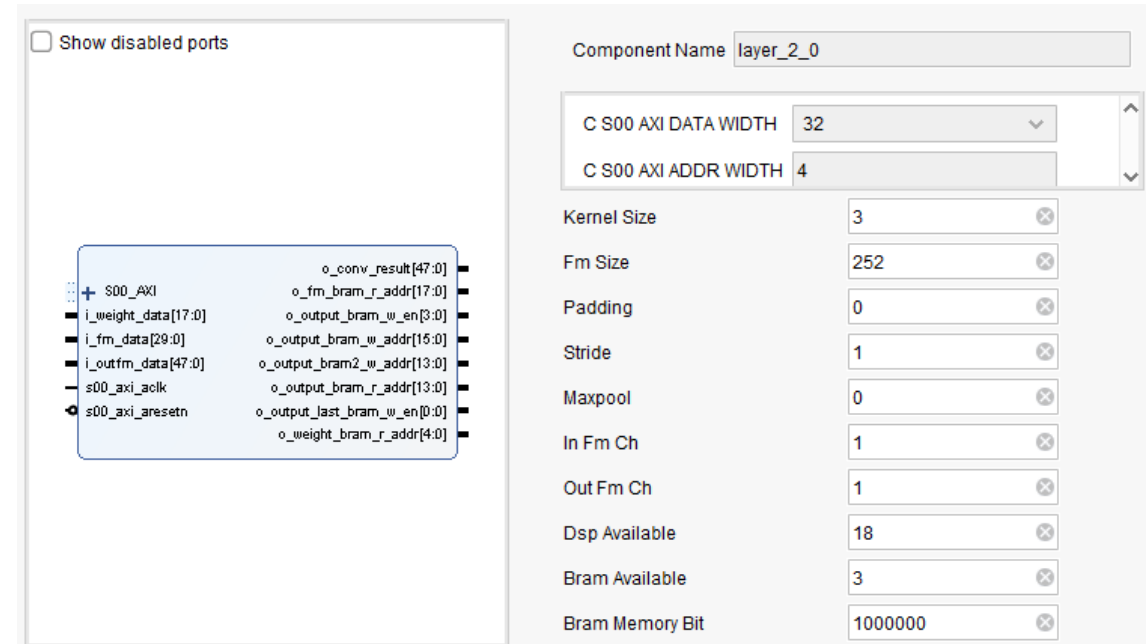 Show disabled ports
S00_AXI
i_weight_data[17:0]
i_fm_data[29:0]
i_outfm_data[47:0]
s00_axi_aclk
s00_axi_aresetn
o_conv_result[47:0]
o_fm_bram_r_addr[17:0]
o_output_bram_w_en[3:0]
o_output_bram_w_addr[15:0]
o_output_bram2_w_addr[13:0]
o_output_bram_r_addr[13:0]
o_output_last_bram_w_en[0:0]
o_weight_bram_r_addr[4:0]
Component Name layer_2_0
C S00 AXI DATA WIDTH 32
C S00 AXI ADDR WIDTH 4
Kernel Size 3
Fm Size 252
Padding 0
Stride 1
Maxpool 0
In Fm Ch 1
Out Fm Ch 1
Dsp Available 18
Bram Available 3
Bram Memory Bit 1000000